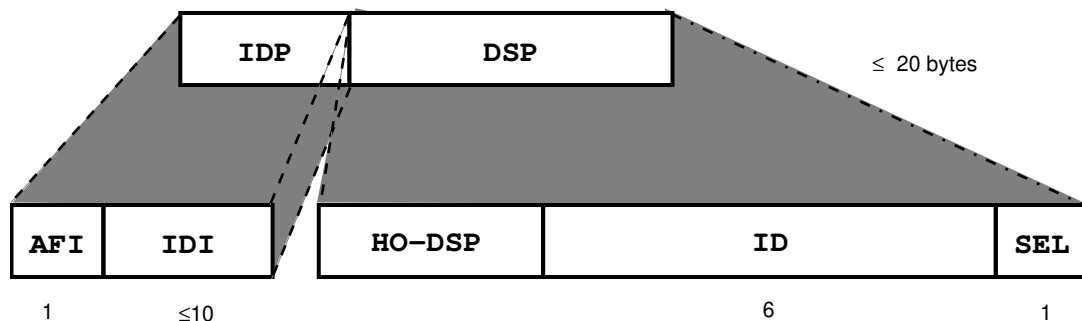 IDP DSP
≤ 20 bytes
AFI IDI HO–DSP ID SEL
1 ≤10 6 1